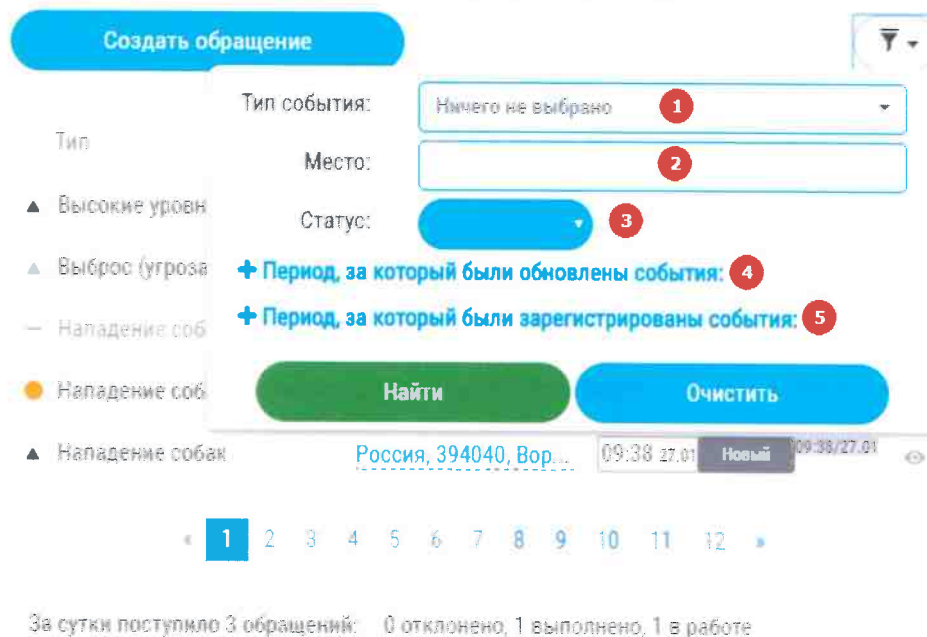 Создать обращение
Тип события: Ничего не выбрано 1
Тип
Место: 2
Высокие уровн
Статус: 3
Выброс (угроза
+ Период, за который были обновлены события: 4
+ Период, за который были зарегистрированы события: 5
Нападение соб
Найти Очистить
Нападение соб
Нападение собак Россия, 394040, Вор... 09:38 27.01 Новый 09:38/27.01
« 1 2 3 4 5 6 7 8 9 10 11 12 »
За сутки поступило 3 обращений: 0 отклонено, 1 выполнено, 1 в работе